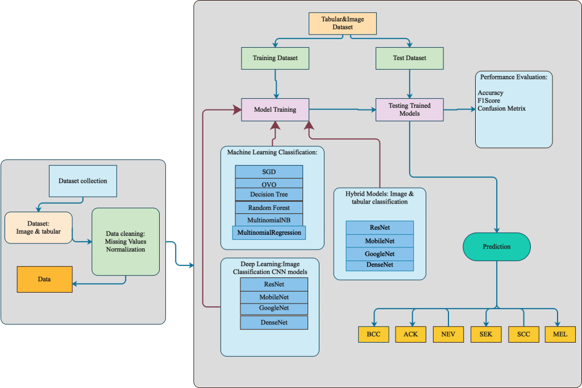 Tabular&Image
Dataset
Training Dataset
Test Dataset
Performance Evaluation:
Accuracy
F1Score
Confusion Metrix
Model Training
Testing Trained
Models
Machine Learning Classification:
SGD
OVO
Decision Tree
Random Forest
MultinomialNB
MultinomialRegression
Hybrid Models: Image &
tabular classification
ResNet
MobileNet
GoogleNet
DenseNet
Dataset collection
Dataset:
Image & tabular
Data cleaning:
Missing Values
Normalization
Data
Deep Learning:Image
Classification CNN models
ResNet
MobileNet
GoogleNet
DenseNet
Prediction
BCC
ACK
NEV
SEK
SCC
MEL